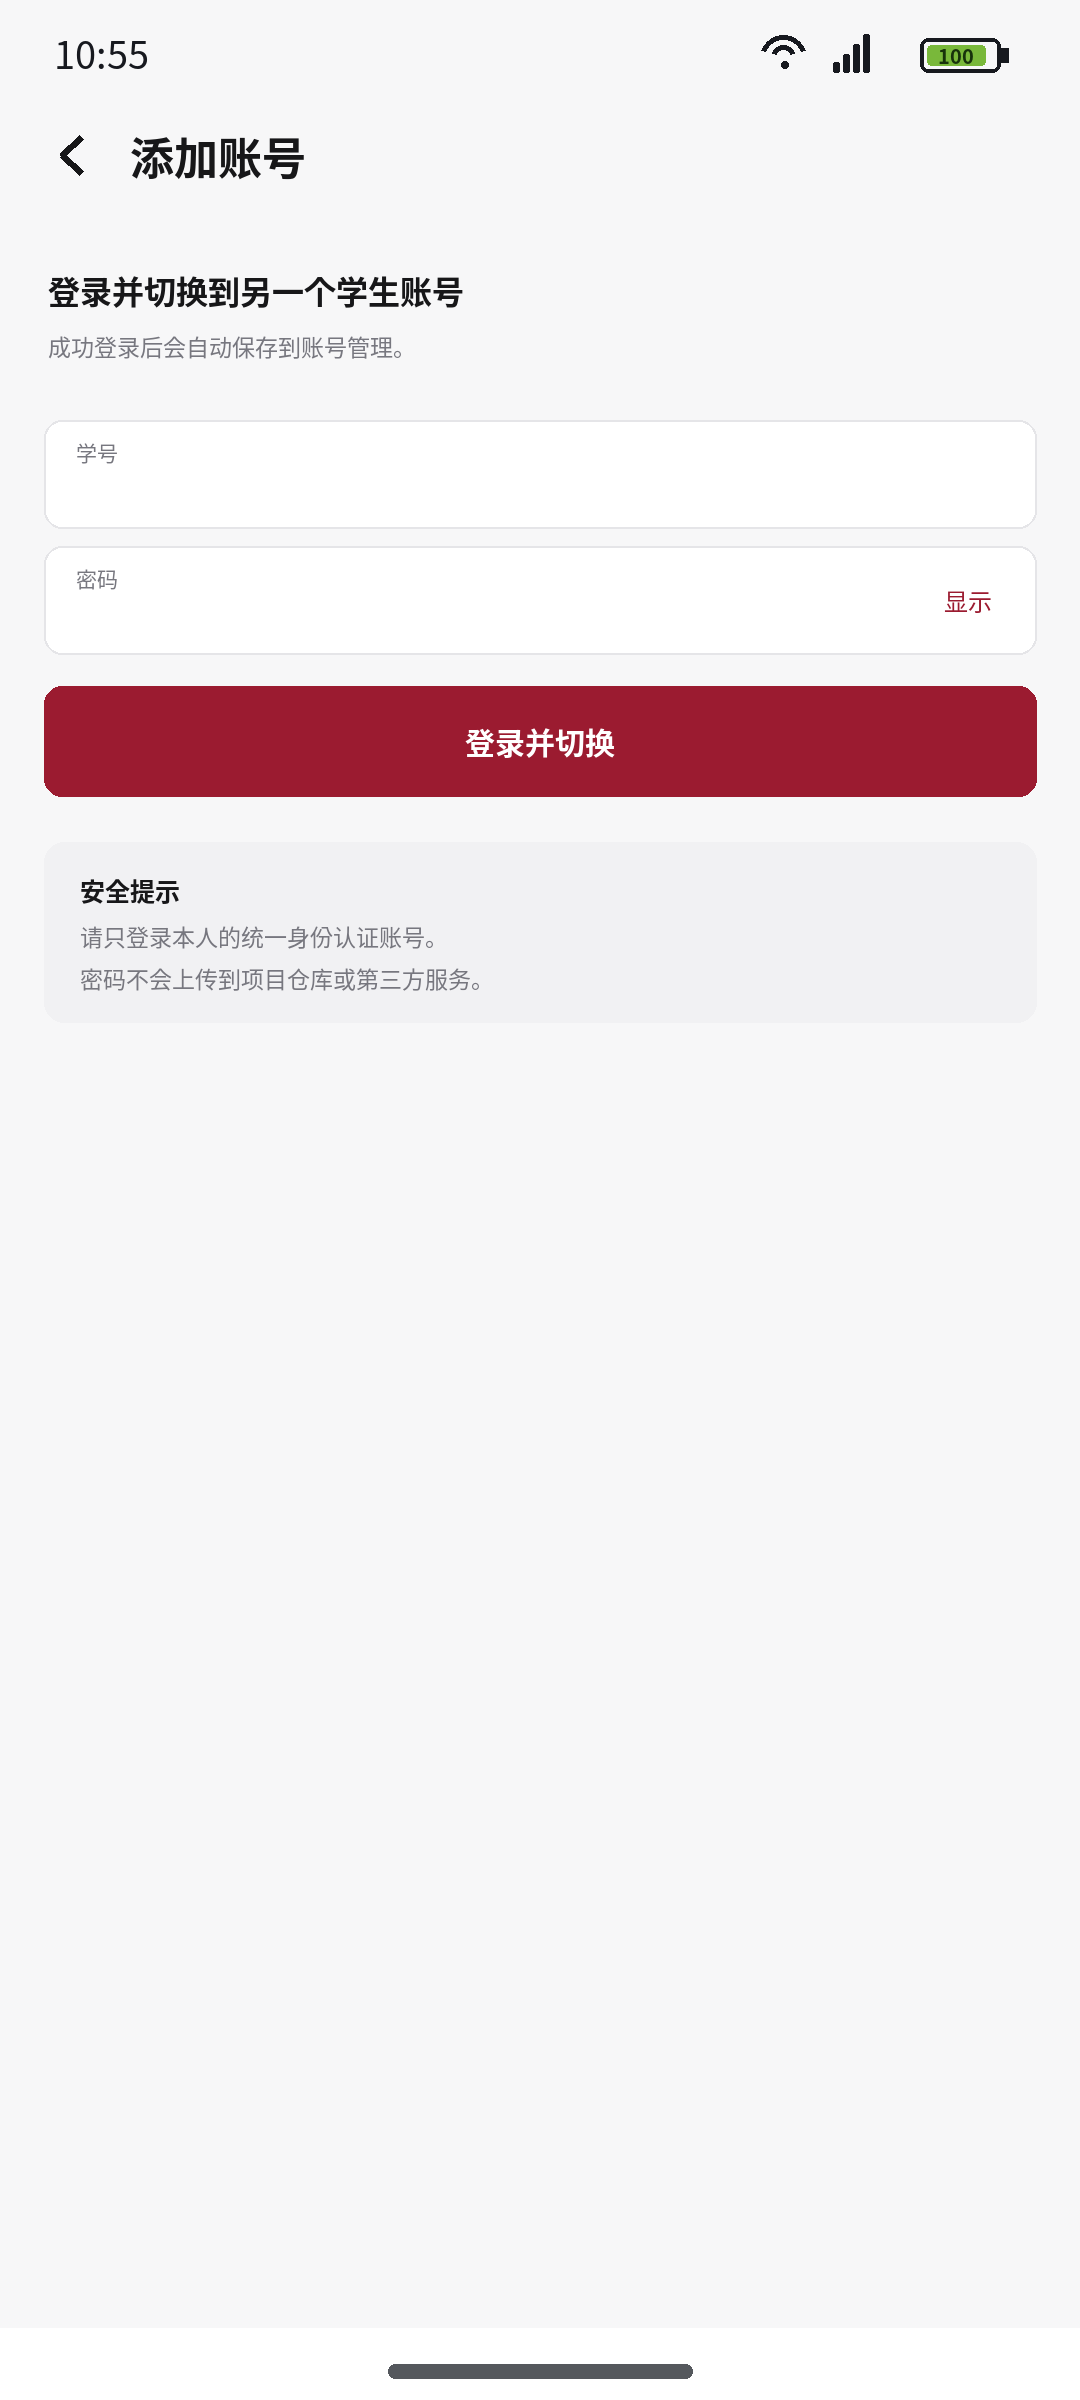 10:55
100
添加账号
登录并切换到另一个学生账号
成功登录后会自动保存到账号管理。
学号
密码
显示
登录并切换
安全提示
请只登录本人的统一身份认证账号。
密码不会上传到项目仓库或第三方服务。